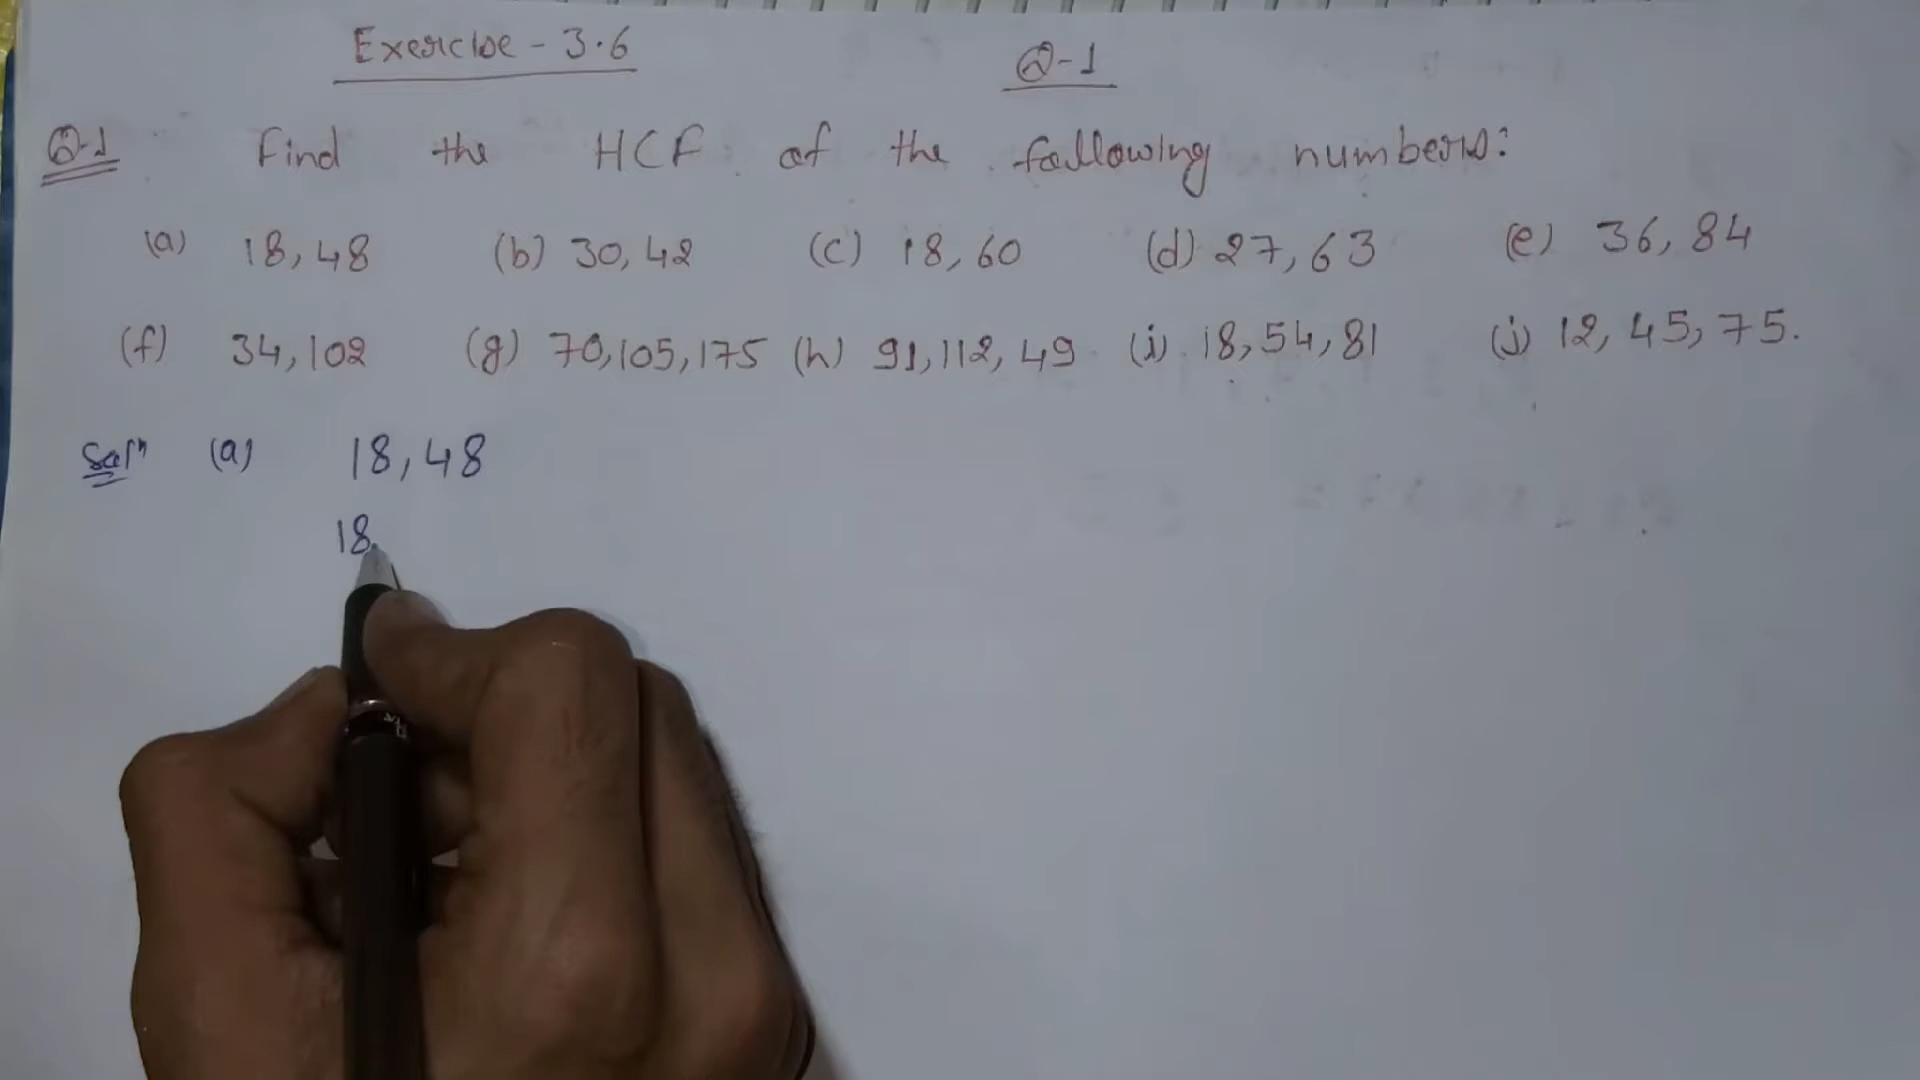 Exercise - 3.6 Q-1
Q-1 Find the HCF of the following numbers:
(a) 18, 48 (b) 30, 42 (c) 18, 60 (d) 27, 63 (e) 36, 84
(f) 34, 102 (g) 70, 105, 175 (h) 91, 112, 49 (i) 18, 54, 81 (j) 12, 45, 75.
Solⁿ (a) 18, 48
18